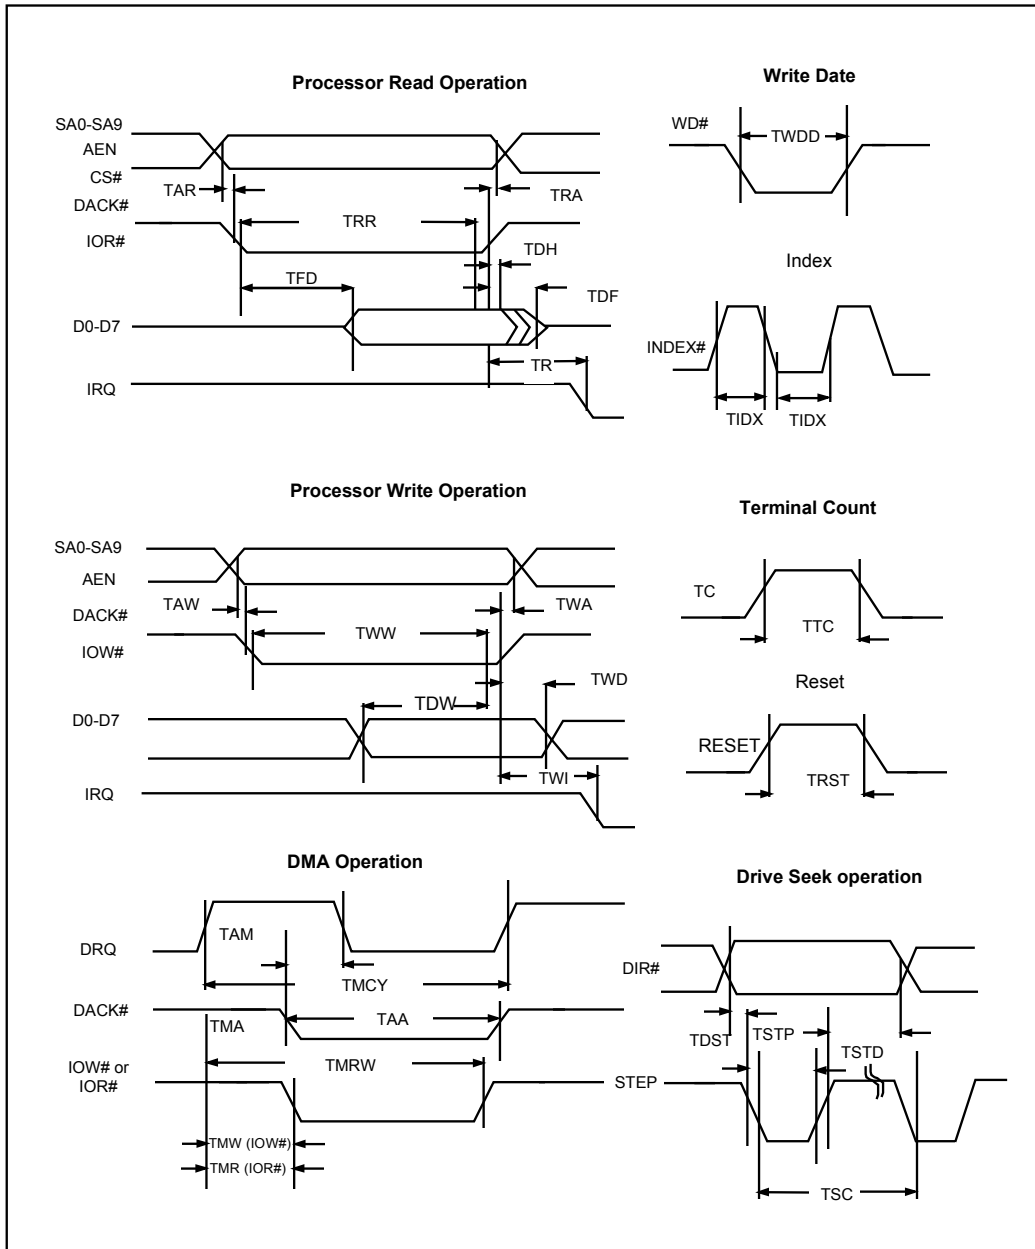 Processor Read Operation
SA0-SA9
AEN
CS#
TAR
TRA
DACK#
TRR
IOR#
TDH
TFD
TDF
D0-D7
TR
IRQ
Write Date
WD#
TWDD
Index
INDEX#
TIDX
TIDX
Processor Write Operation
SA0-SA9
AEN
TAW
TWA
DACK#
TWW
IOW#
TWD
TDW
D0-D7
TWI
IRQ
Terminal Count
TC
TTC
Reset
RESET
TRST
DMA Operation
TAM
DRQ
TMCY
DACK#
TMA
TAA
TMRW
IOW# or
IOR#
TMW (IOW#)
TMR (IOR#)
Drive Seek operation
DIR#
TDST
TSTP
TSTD
STEP
TSC